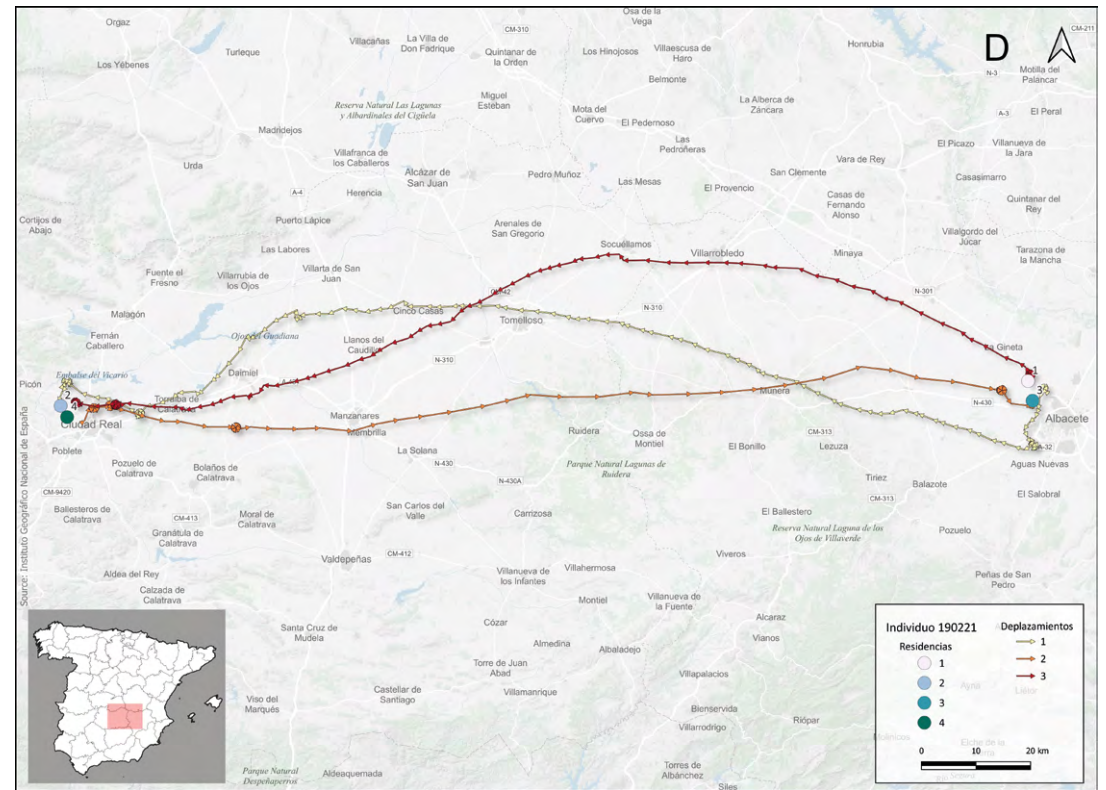 Osa de la
Vega
Orgaz
CM-310
CM-211
Villacañas
La Villa de
Don Fadrique
Turleque
Quintanar de
la Orden
Los Hinojosos
Villaescusa de
Haro
Honrubia
D
Los Yébenes
Belmonte
N-3
Motilla del
Palancar
Miguel
Esteban
Reserva Natural Las Lagunas
y Albardinales del Cigüela
Mota del
Cuervo
El Pedernoso
La Alberca de
Záncara
A-3
El Peral
Madridejos
Las
Pedroñeras
El Picazo
Villanueva de
la Jara
Urda
Villafranca de
los Caballeros
Alcázar de
San Juan
Pedro Muñoz
Las Mesas
El Provencio
San Clemente
Vara de Rey
Casasimarro
A-4
Herencia
Casas de
Fernando
Alonso
Quintanar del
Rey
Cortijos de
Abajo
Puerto Lápice
Arenales de
San Gregorio
Villalgordo del
Júcar
Las Labores
Socuéllamos
Villarrobledo
Minaya
Tarazona de
la Mancha
Fuente el
Fresno
Villarrubia de
los Ojos
Villarta de San
Juan
N-301
Malagón
Cinco Casas
N-310
Tomelloso
Fernán
Caballero
Ojos del Guadiana
Llanos del
Caudillo
La Gineta
N-310
Picón
Embalse del Vicario
Daimiel
1
2
3
Munera
N-430
4
Torralba de
Calatrava
Ciudad Real
Manzanares
Membrilla
Ruidera
Ossa de
Montiel
CM-313
Albacete
Poblete
La Solana
El Bonillo
Lezuza
A-32
Aguas Nuevas
Pozuelo de
Calatrava
Bolaños de
Calatrava
N-430
Parque Natural Lagunas de
Ruidera
N-430A
Tiriez
Balazote
CM-9420
CM-313
El Salobral
Ballesteros de
Calatrava
CM-413
Moral de
Calatrava
San Carlos del
Valle
Carrizosa
El Ballestero
Granátula de
Calatrava
Reserva Natural Laguna de los
Ojos de Villaverde
Pozuelo
Valdepeñas
CM-412
Viveros
Aldea del Rey
Villanueva de
los Infantes
Villahermosa
Peñas de San
Pedro
Calzada de
Calatrava
Montiel
Villanueva de
la Fuente
Source: Instituto Geográfico Nacional de España
Santa Cruz de
Mudela
Cózar
Alcaraz
Almedina
Albaladejo
Vianos
Torre de Juan
Abad
Villapalacios
Castellar de
Santiago
Villamanrique
Viso del
Marqués
Bienservida
Villarrodrigo
Riópar
Parque Natural
Despeñaperros
Aldeaquemada
Torres de
Albánchez
Siles
Individuo 190221
Residencias
1
2
3
4
Deplazamientos
1
2
3
0 10 20 km